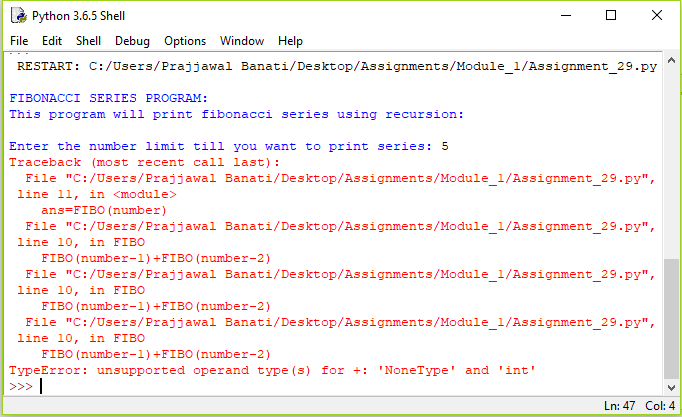 Python 3.6.5 Shell
File Edit Shell Debug Options Window Help
RESTART: C:/Users/Prajjawal Banati/Desktop/Assignments/Module_1/Assignment_29.py
FIBONACCI SERIES PROGRAM:
This program will print fibonacci series using recursion:
Enter the number limit till you want to print series: 5
Traceback (most recent call last):
File "C:/Users/Prajjawal Banati/Desktop/Assignments/Module_1/Assignment_29.py",
line 11, in <module>
ans=FIBO(number)
File "C:/Users/Prajjawal Banati/Desktop/Assignments/Module_1/Assignment_29.py",
line 10, in FIBO
FIBO(number-1)+FIBO(number-2)
File "C:/Users/Prajjawal Banati/Desktop/Assignments/Module_1/Assignment_29.py",
line 10, in FIBO
FIBO(number-1)+FIBO(number-2)
File "C:/Users/Prajjawal Banati/Desktop/Assignments/Module_1/Assignment_29.py",
line 10, in FIBO
FIBO(number-1)+FIBO(number-2)
TypeError: unsupported operand type(s) for +: 'NoneType' and 'int'
>>>
Ln: 47 Col: 4